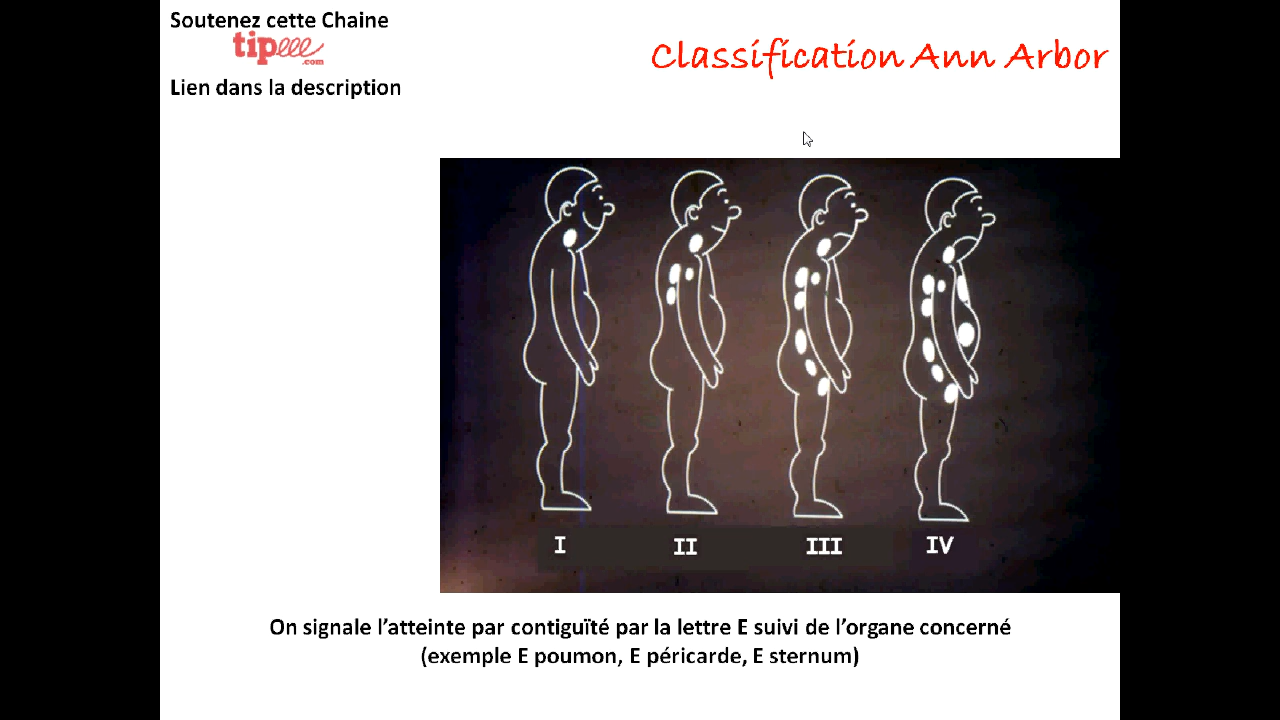 Soutenez cette Chaine
tipeee
.com
Lien dans la description
Classification Ann Arbor
I II III IV
On signale l'atteinte par contiguïté par la lettre E suivi de l'organe concerné
(exemple E poumon, E péricarde, E sternum)